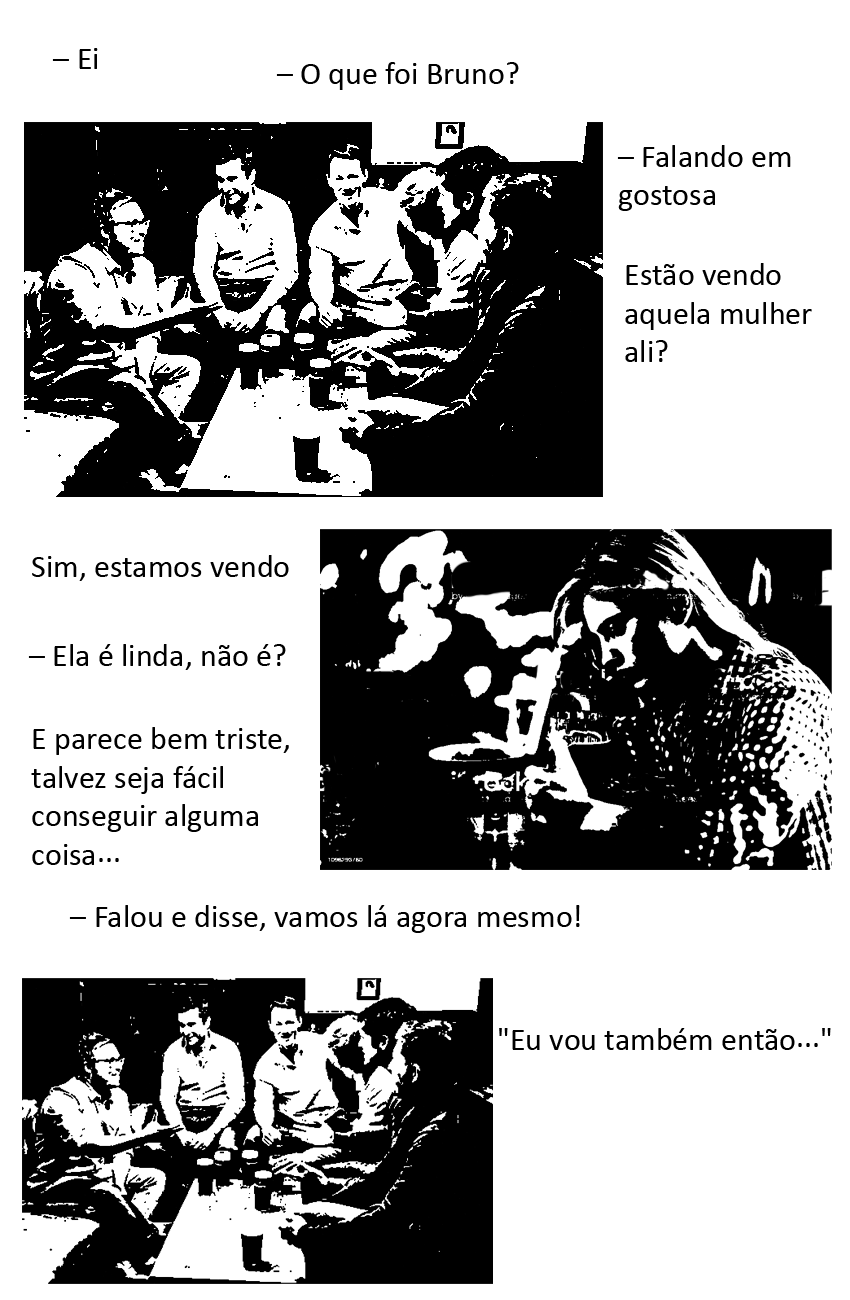 – Ei
– O que foi Bruno?
– Falando em
gostosa
Estão vendo
aquela mulher
ali?
Sim, estamos vendo
– Ela é linda, não é?
E parece bem triste,
talvez seja fácil
conseguir alguma
coisa...
– Falou e disse, vamos lá agora mesmo!
"Eu vou também então..."